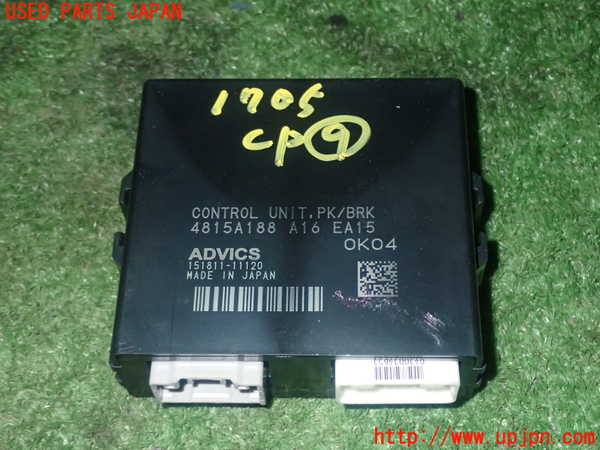 USED PARTS JAPAN
1705
CP9
CONTROL UNIT, PK/BRK
4815A188 A16 EA15
0K04
ADVICS
151811-11120
MADE IN JAPAN
http://www.upjpn.com/